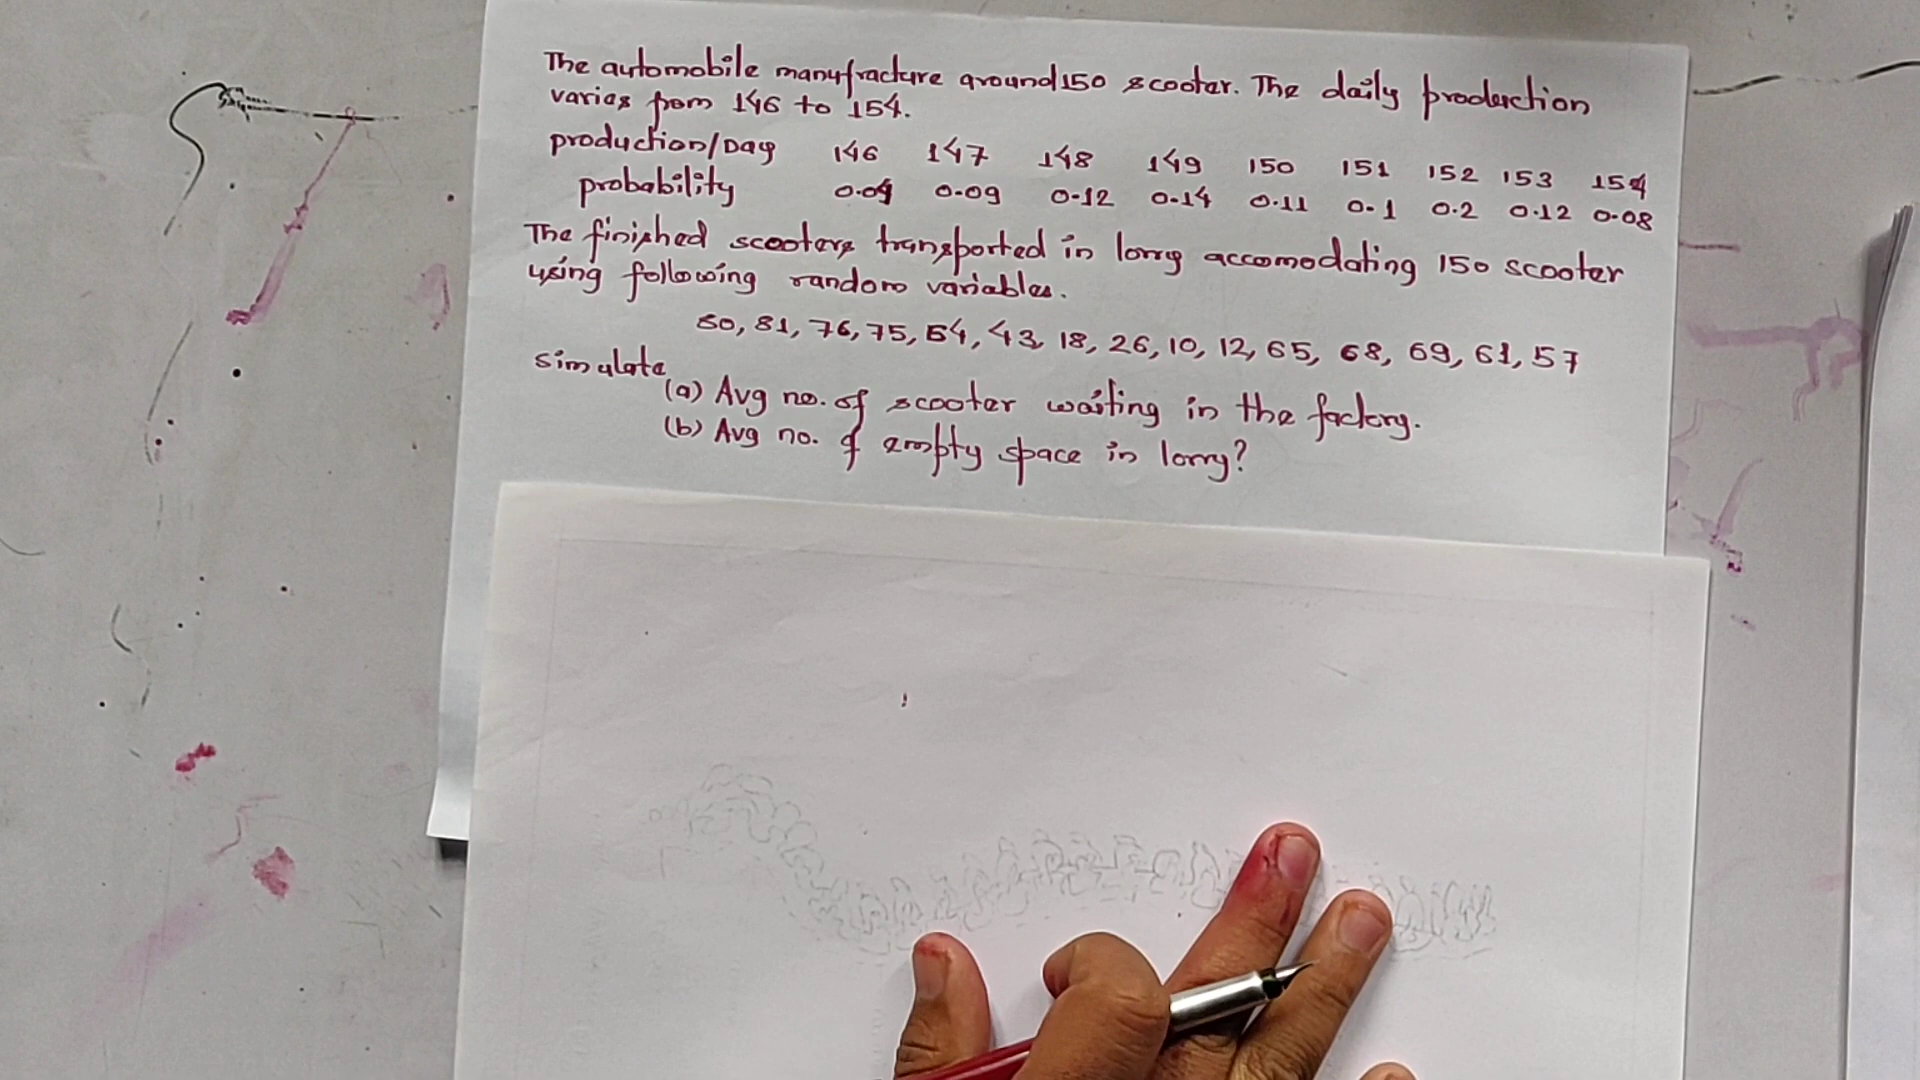 The automobile manufracture around 150 scooter. The daily production
varies from 146 to 154.
production/Day 146 147 148 149 150 151 152 153 154
probability 0.04 0.09 0.12 0.14 0.11 0.1 0.2 0.12 0.08
The finished scooters transported in lorry accomodating 150 scooter
using following random variables.
80, 81, 76, 75, 64, 43, 18, 26, 10, 12, 65, 68, 69, 61, 57
simulate
(a) Avg no. of scooter waiting in the factory.
(b) Avg no. of empty space in lorry?